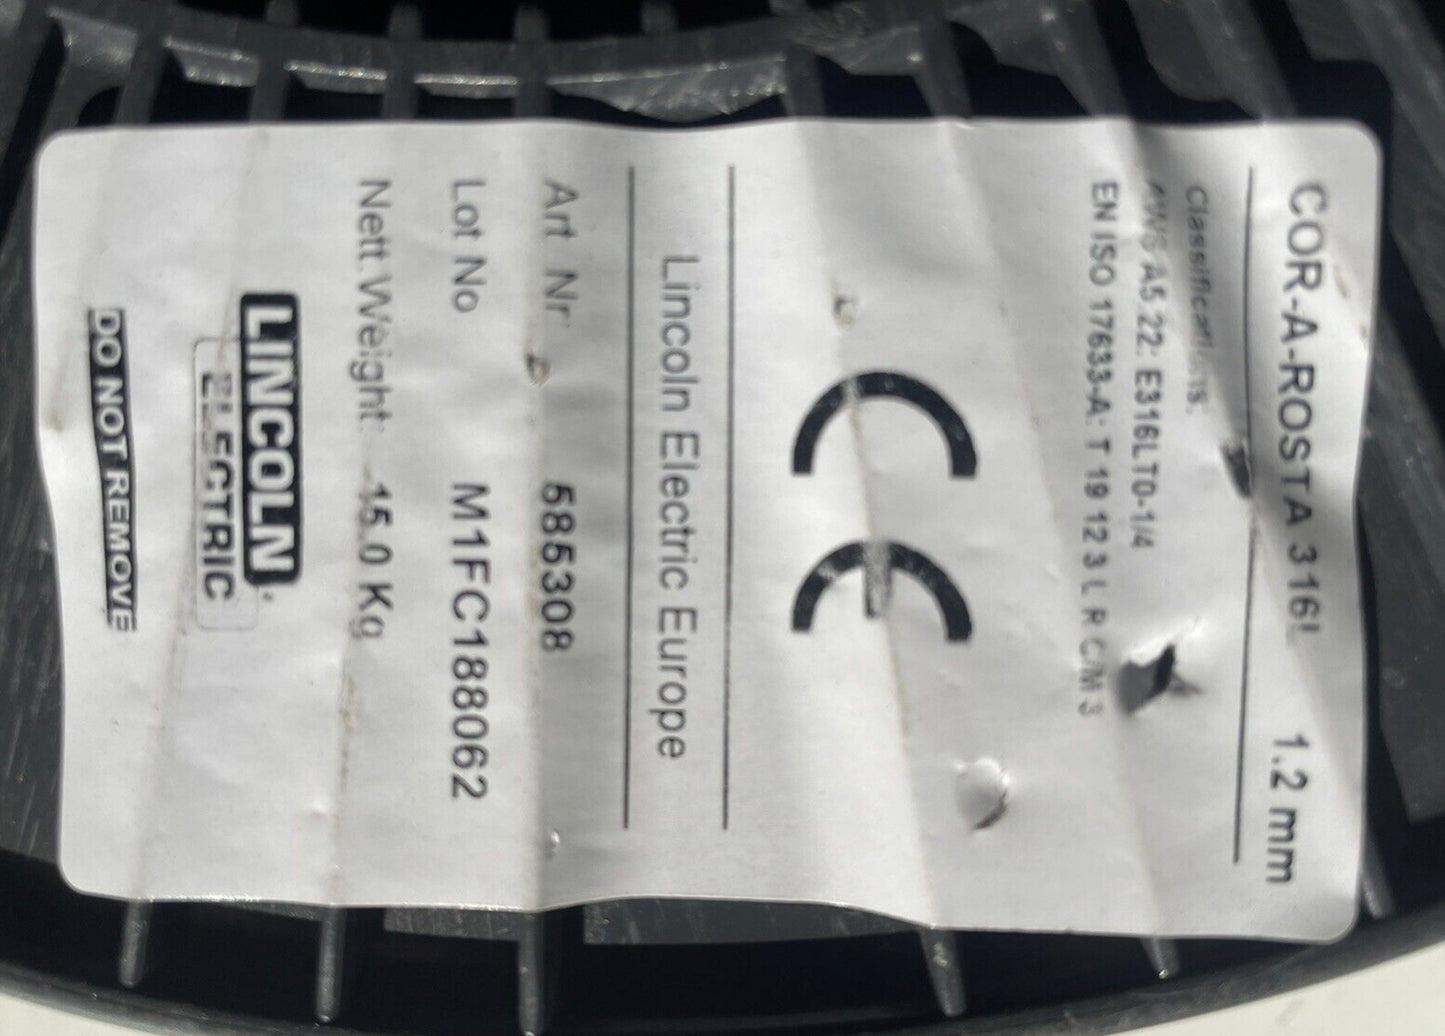 COR-A-ROSTA 316L 1.2 mm
Classifications:
AWS A5.22: E316LT0-1/4
EN ISO 17633-A: T 19 12 3 L R C/M 3
CE
Lincoln Electric Europe
Art Nr: 585308
Lot No M1FC188062
Nett.Weight: 15.0 Kg
LINCOLN
ELECTRIC
DO NOT REMOVE